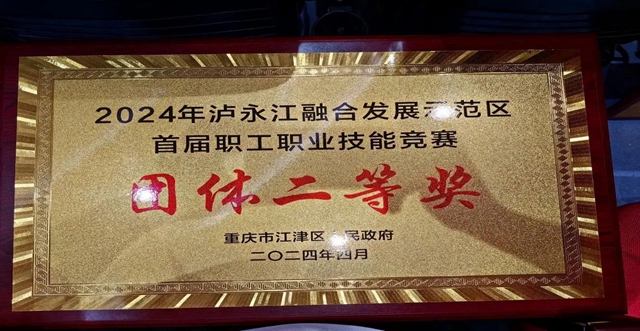 2024年泸永江融合发展示范区
首届职工职业技能竞赛
团体二等奖
重庆市江津区人民政府
二〇二四年四月